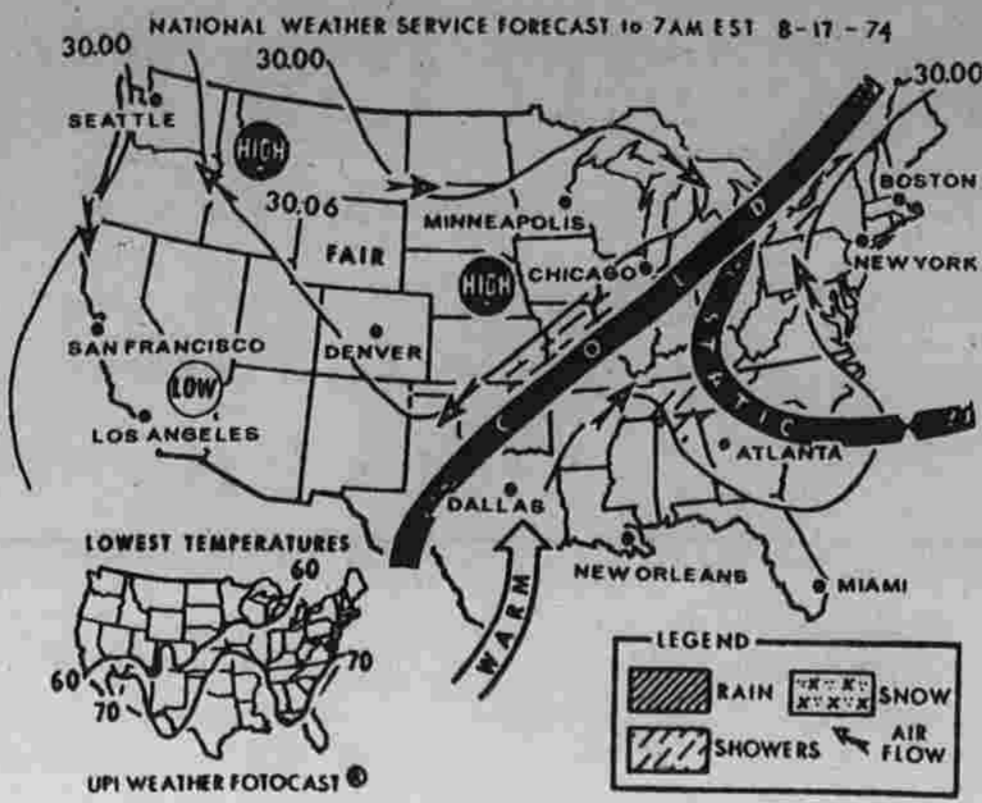 NATIONAL WEATHER SERVICE FORECAST to 7AM EST 8-17-74
30.00
30.00
30.00
SEATTLE
HIGH
30.06
FAIR
MINNEAPOLIS
BOSTON
NEW YORK
HIGH
CHICAGO
COLD
STATIC
SAN FRANCISCO
DENVER
LOW
LOS ANGELES
ATLANTA
DALLAS
NEW ORLEANS
MIAMI
WARM
LOWEST TEMPERATURES
60
70
60
70
UPI WEATHER FOTOCAST ®
LEGEND
RAIN
SNOW
SHOWERS
AIR
FLOW